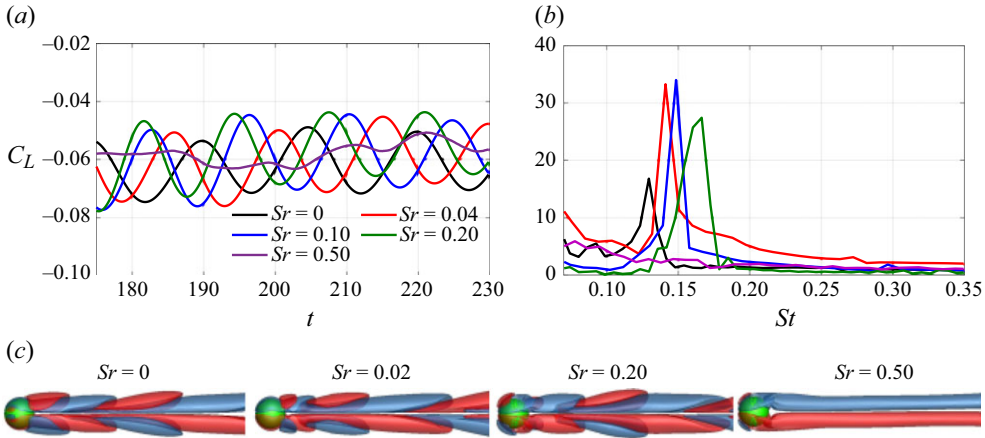 (a)
–0.02
–0.04
C_L –0.06
–0.08
–0.10
Sr = 0
Sr = 0.04
Sr = 0.10
Sr = 0.20
Sr = 0.50
180 190 200 210 220 230
t
(b)
40
30
20
10
0
0.10 0.15 0.20 0.25 0.30 0.35
St
(c)
Sr = 0 Sr = 0.02 Sr = 0.20 Sr = 0.50